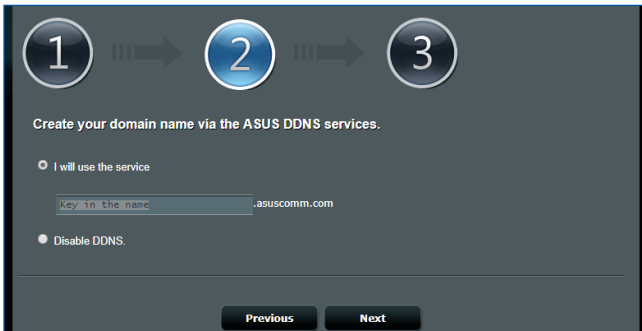 1
2
3
Create your domain name via the ASUS DDNS services.
I will use the service
Key in the name .asuscomm.com
Disable DDNS.
Previous Next